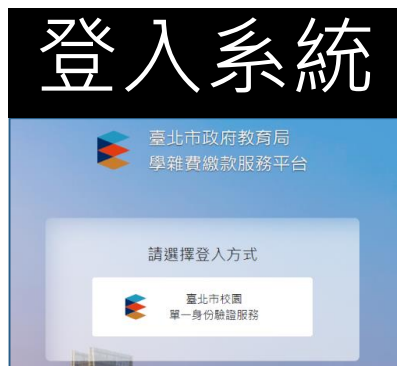 登入系統
臺北市政府教育局
學雜費繳款服務平台
請選擇登入方式
臺北市校園
單一身份驗證服務